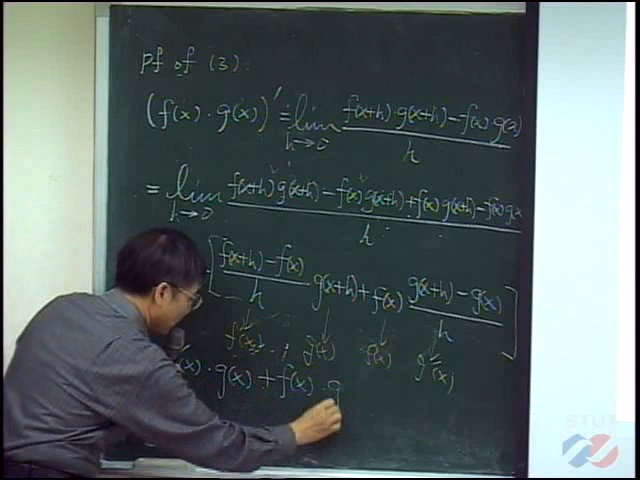 pf of (3):
(f(x) · g(x))' = lim h→0 f(x+h) · g(x+h) − f(x) g(x) / h
= lim h→0 f(x+h) g(x+h) − f(x) g(x+h) + f(x) g(x+h) − f(x) g(x) / h
[ f(x+h) − f(x) / h g(x+h) + f(x) g(x+h) − g(x) / h ]
f'(x) · g(x) f(x) g'(x)
'(x) · g(x) + f(x) · g
STUT